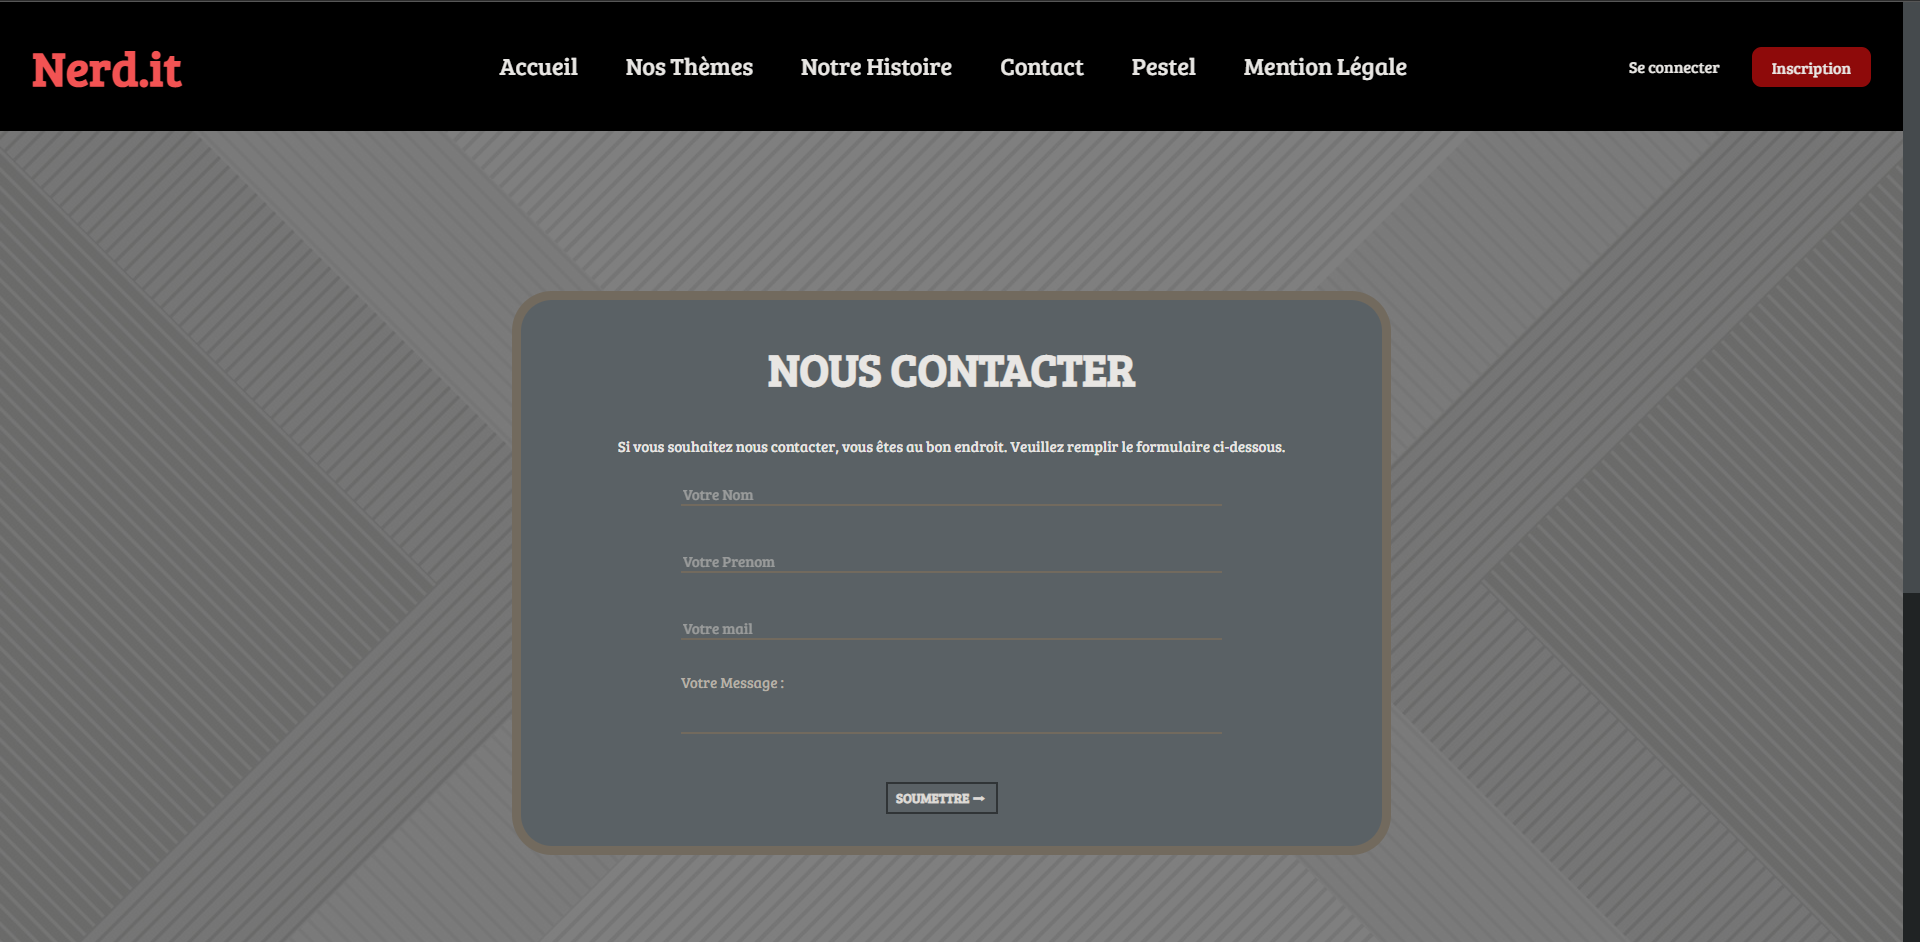 Nerd.it
Accueil Nos Thèmes Notre Histoire Contact Pestel Mention Légale
Se connecter Inscription
NOUS CONTACTER
Si vous souhaitez nous contacter, vous êtes au bon endroit. Veuillez remplir le formulaire ci-dessous.
Votre Nom
Votre Prenom
Votre mail
Votre Message :
SOUMETTRE ➞